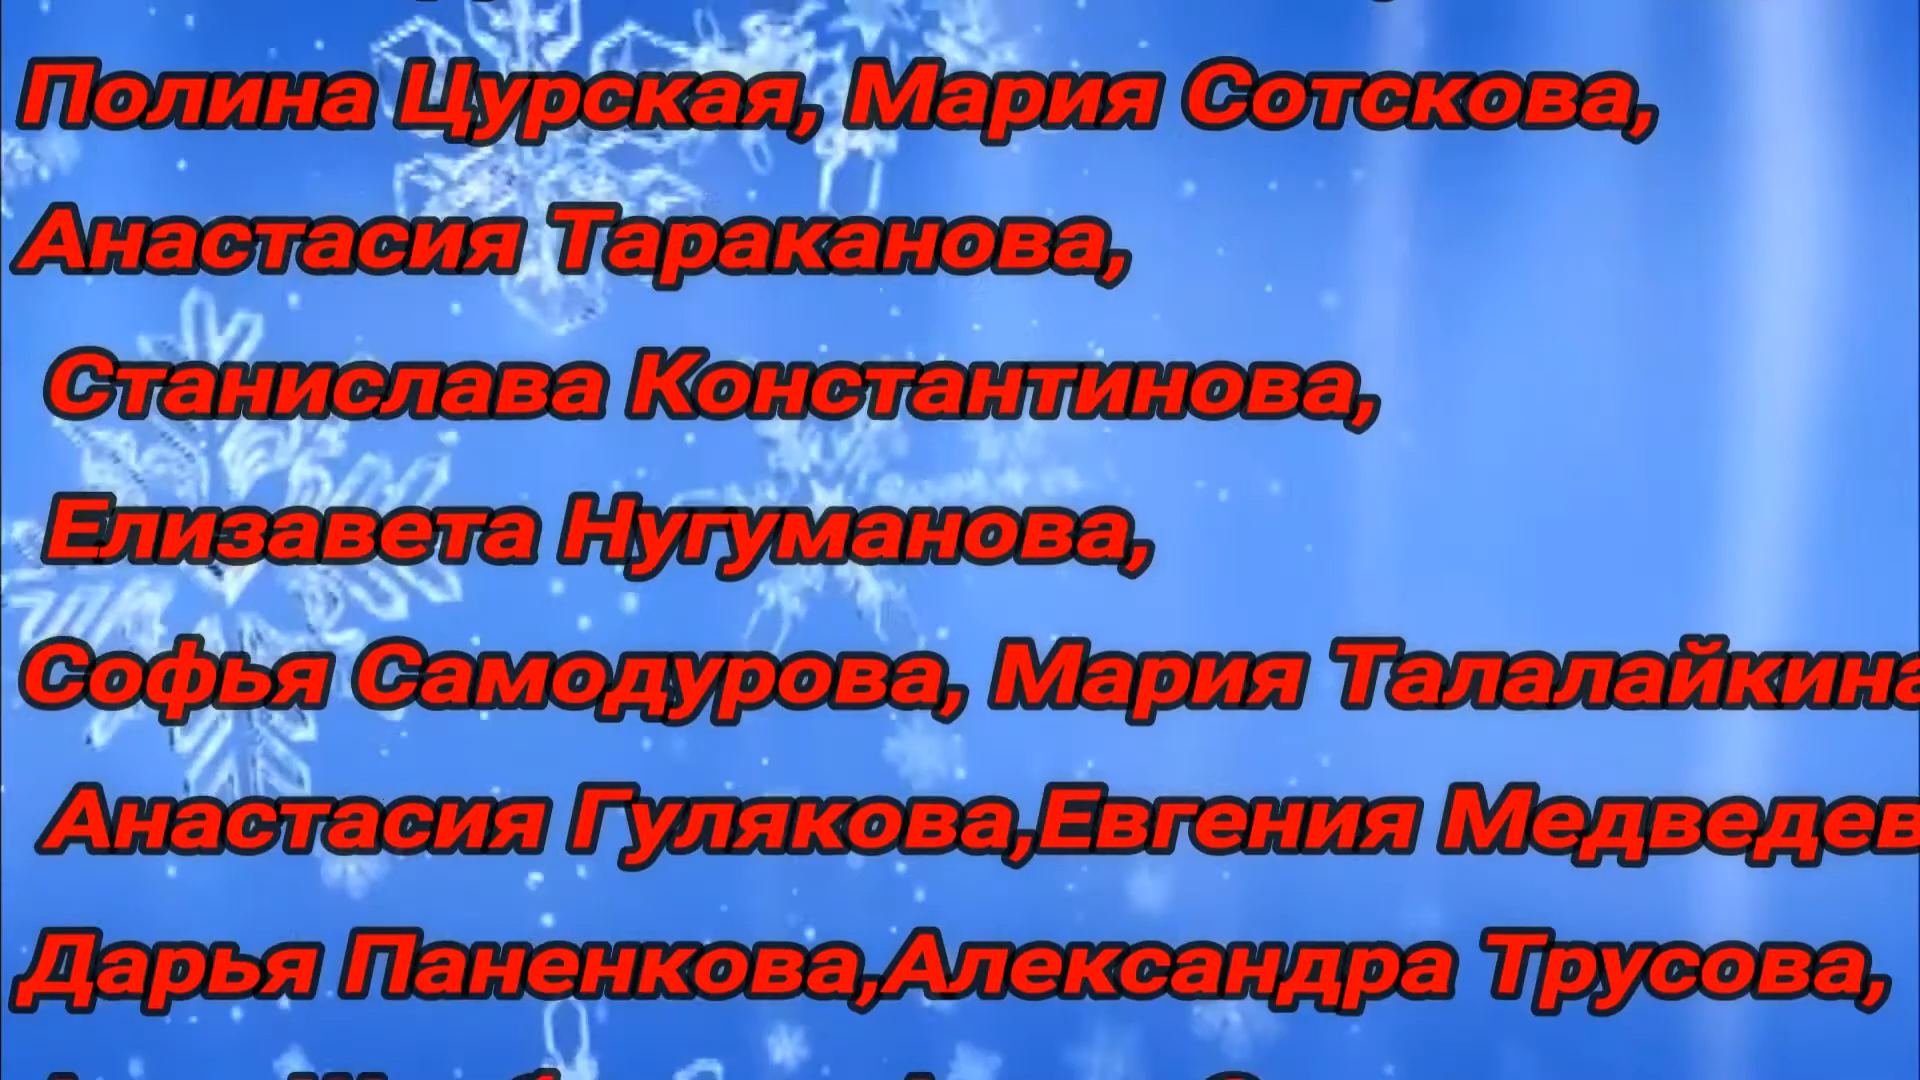 Полина Цурская, Мария Сотскова,
Анастасия Тараканова,
Станислава Константинова,
Елизавета Нугуманова,
Софья Самодурова, Мария Талалайкина
Анастасия Гулякова,Евгения Медведев
Дарья Паненкова,Александра Трусова,